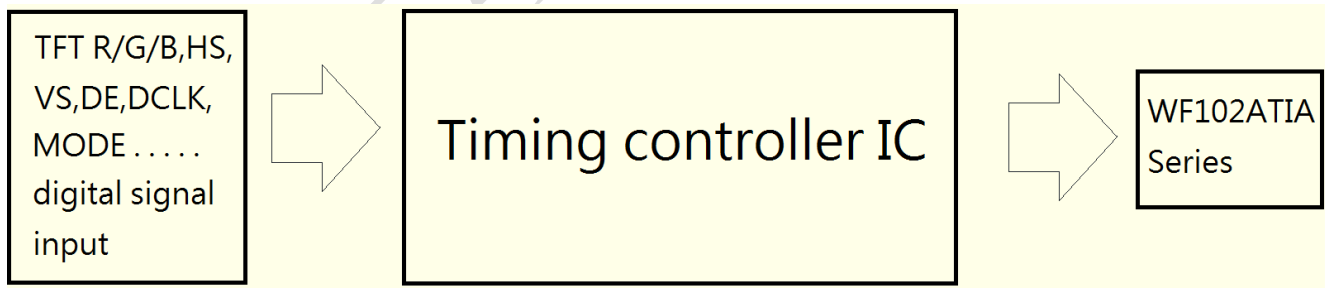 TFT R/G/B,HS,
VS,DE,DCLK,
MODE . . . . .
digital signal
input
Timing controller IC
WF102ATIA
Series